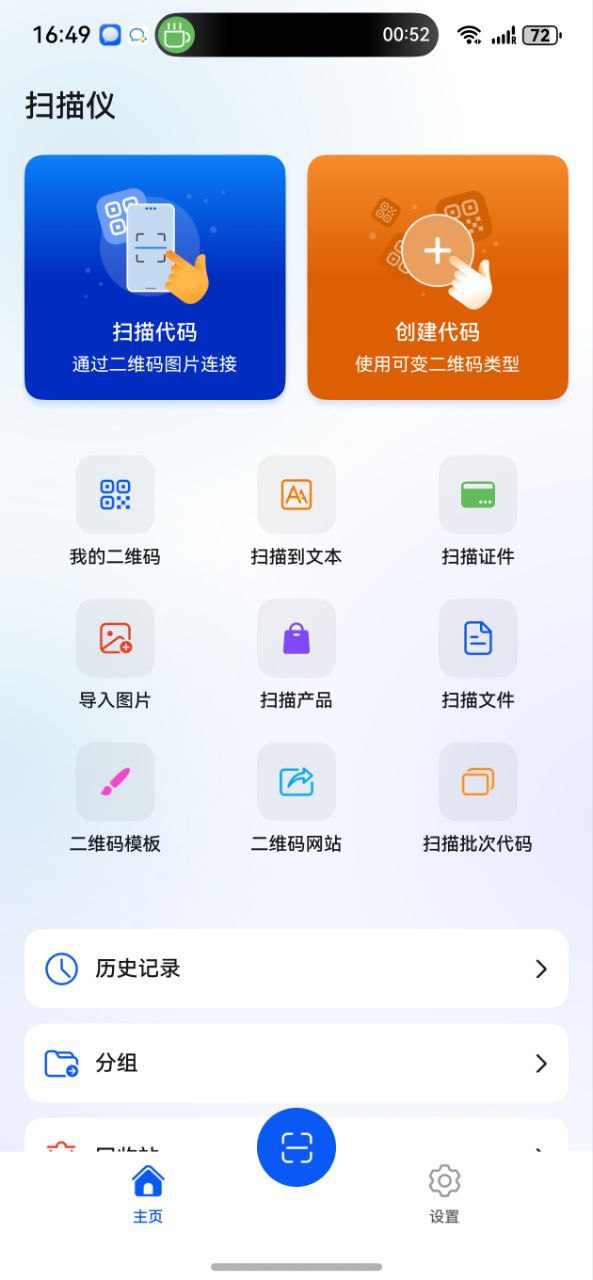 16:49
00:52
72
扫描仪
扫描代码
通过二维码图片连接
创建代码
使用可变二维码类型
我的二维码
扫描到文本
扫描证件
导入图片
扫描产品
扫描文件
二维码模板
二维码网站
扫描批次代码
历史记录
分组
主页
设置